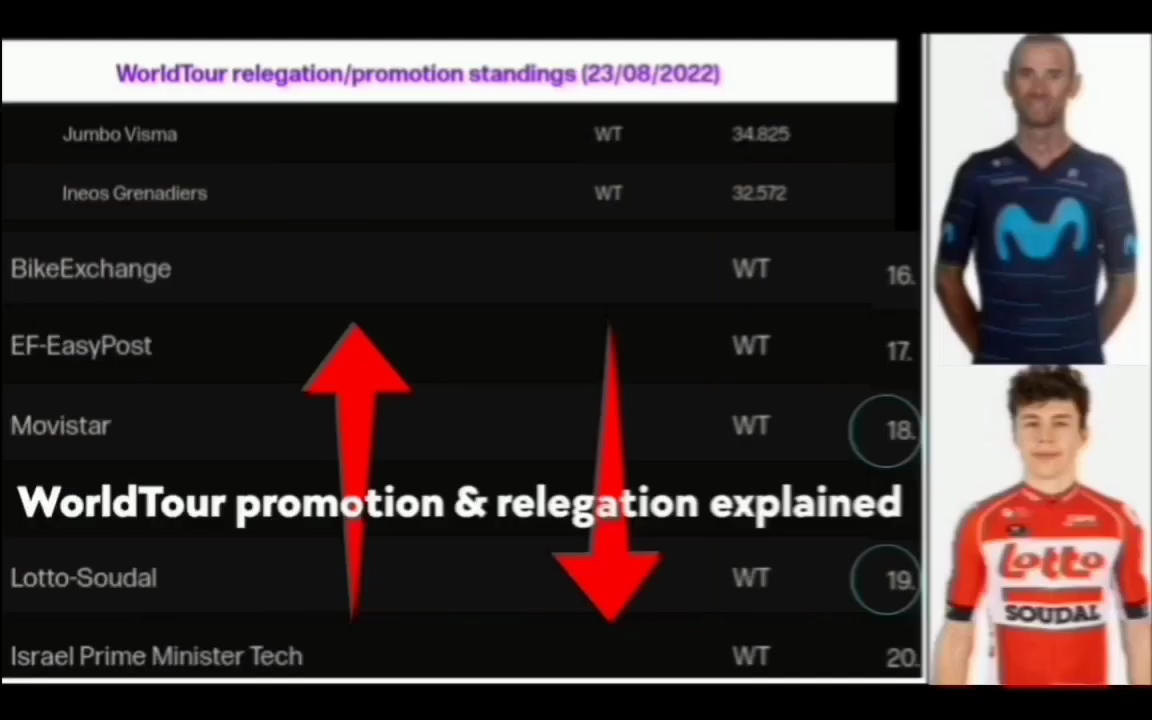 WorldTour relegation/promotion standings (23/08/2022)
Jumbo Visma WT 34.825
Ineos Grenadiers WT 32.572
BikeExchange WT 16.
EF-EasyPost WT 17.
Movistar WT 18.
WorldTour promotion & relegation explained
Lotto-Soudal WT 19.
Israel Prime Minister Tech WT 20.
Lotto
SOUDAL